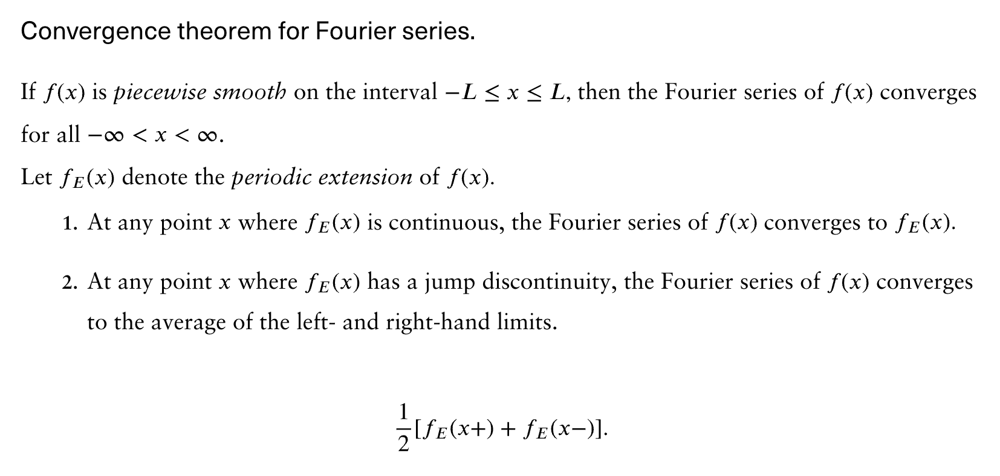 Convergence theorem for Fourier series.
If f(x) is piecewise smooth on the interval −L ≤ x ≤ L, then the Fourier series of f(x) converges
for all −∞ < x < ∞.
Let f_E(x) denote the periodic extension of f(x).
1. At any point x where f_E(x) is continuous, the Fourier series of f(x) converges to f_E(x).
2. At any point x where f_E(x) has a jump discontinuity, the Fourier series of f(x) converges
to the average of the left- and right-hand limits.
1/2 [f_E(x+) + f_E(x−)].